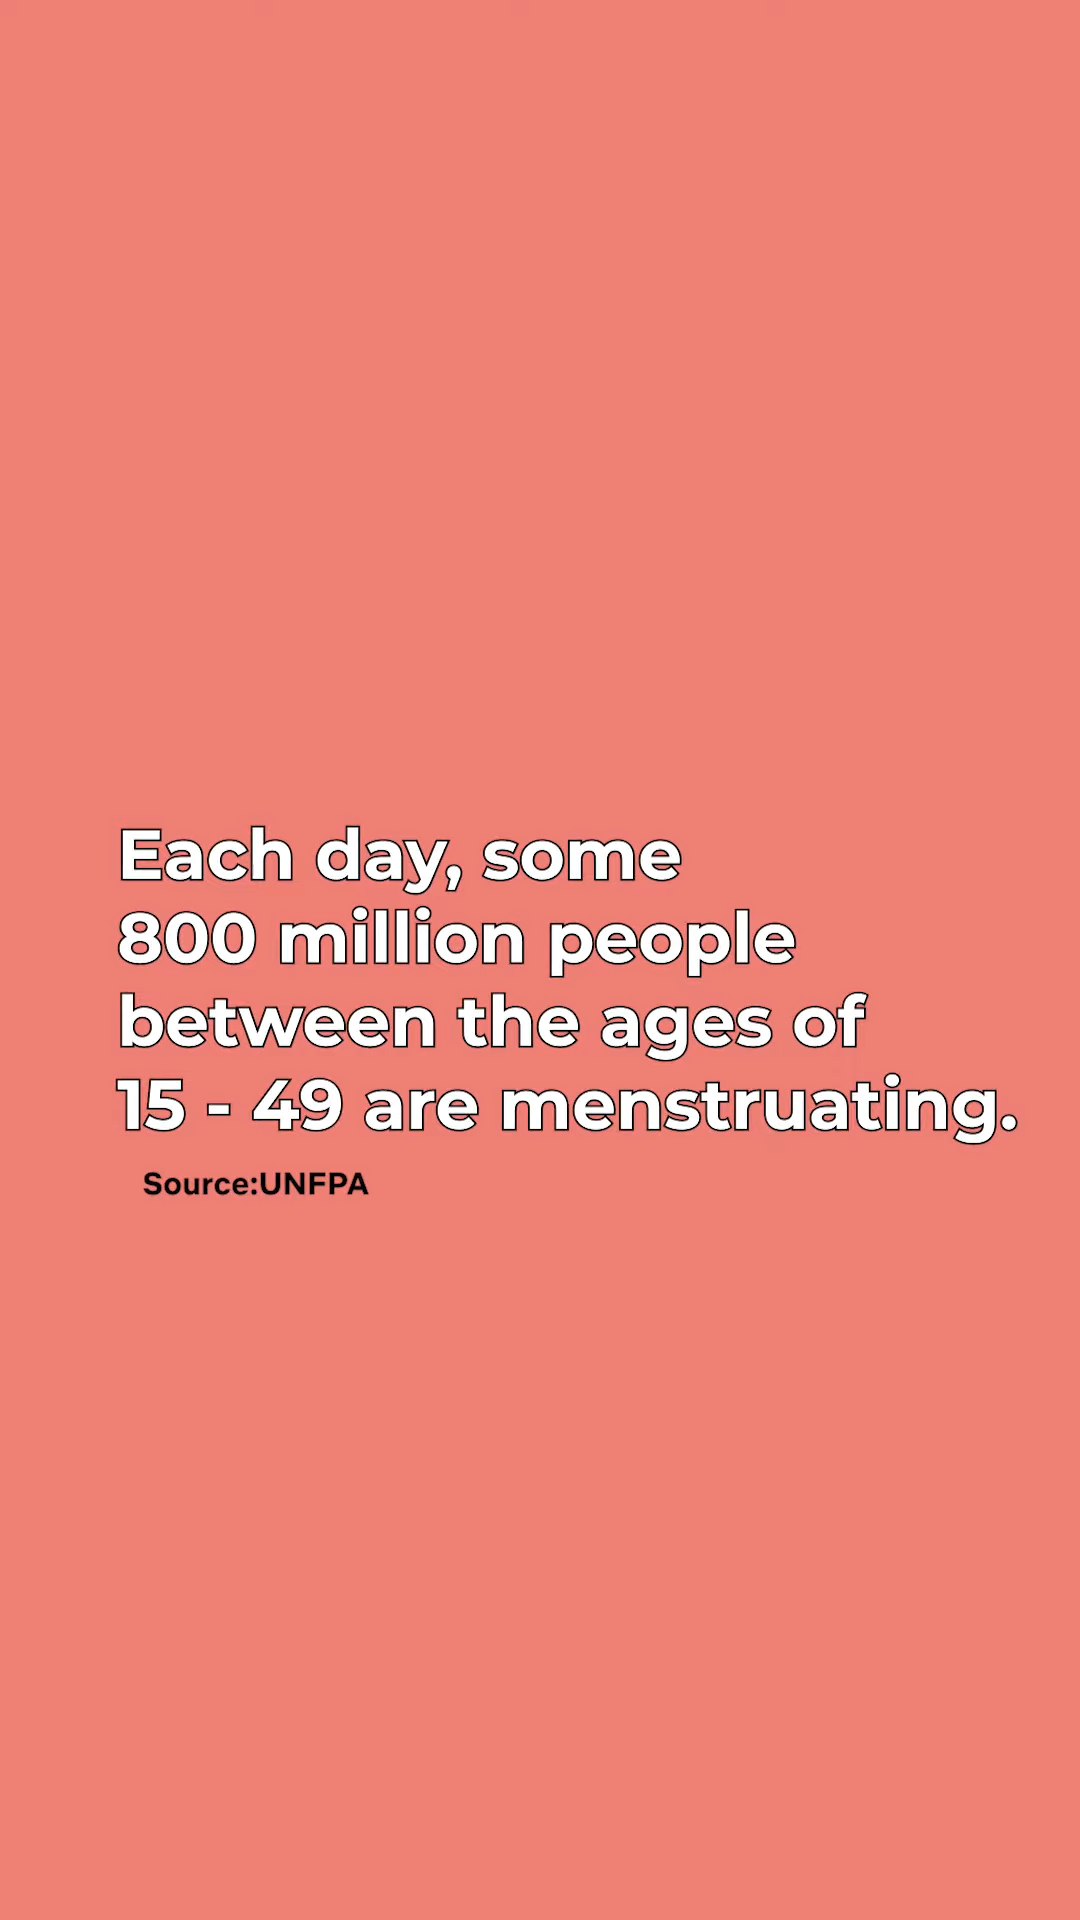 Each day, some
800 million people
between the ages of
15 - 49 are menstruating.
Source:UNFPA